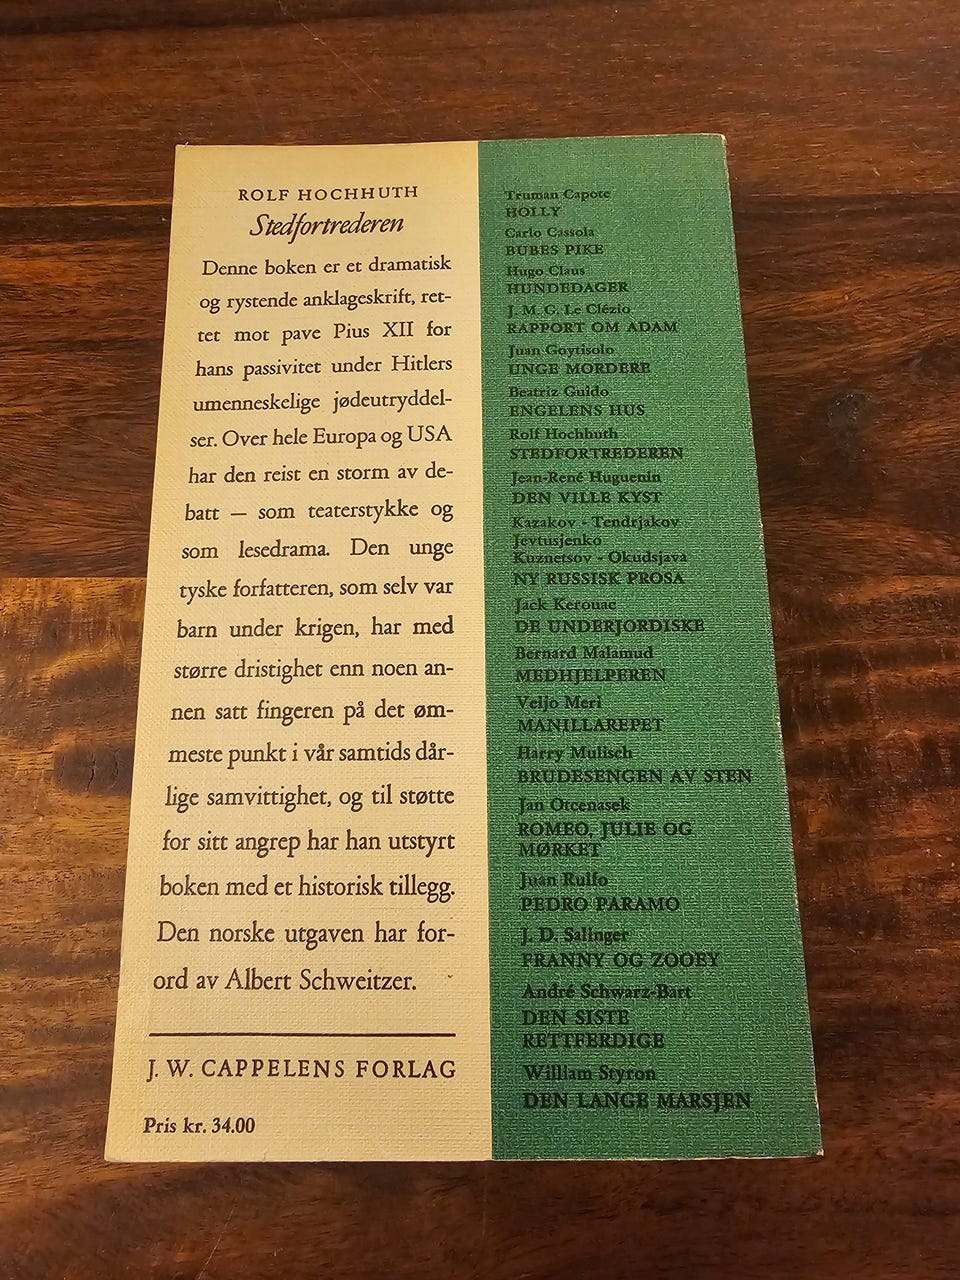 ROLF HOCHHUTH
Stedfortrederen
Denne boken er et dramatisk
og rystende anklageskrift, ret-
tet mot pave Pius XII for
hans passivitet under Hitlers
umenneskelige jødeutryddel-
ser. Over hele Europa og USA
har den reist en storm av de-
batt — som teaterstykke og
som lesedrama. Den unge
tyske forfatteren, som selv var
barn under krigen, har med
større dristighet enn noen an-
nen satt fingeren på det øm-
meste punkt i vår samtids dår-
lige samvittighet, og til støtte
for sitt angrep har han utstyrt
boken med et historisk tillegg.
Den norske utgaven har for-
ord av Albert Schweitzer.
J. W. CAPPELENS FORLAG
Pris kr. 34.00
Truman Capote
HOLLY
Carlo Cassola
BUBES PIKE
Hugo Claus
HUNDEDAGER
J. M. G. Le Clézio
RAPPORT OM ADAM
Juan Goytisolo
UNGE MORDERE
Beatriz Guido
ENGELENS HUS
Rolf Hochhuth
STEDFORTREDEREN
Jean-René Huguenin
DEN VILLE KYST
Kazakov - Tendrjakov
Jevtusjenko
Kuznetsov - Okudsjava
NY RUSSISK PROSA
Jack Kerouac
DE UNDERJORDISKE
Bernard Malamud
MEDHJELPEREN
Veijo Meri
MANILLAREPET
Harry Mulisch
BRUDESENGEN AV STEN
Jan Otcenasek
ROMEO, JULIE OG
MØRKET
Juan Rulfo
PEDRO PARAMO
J. D. Salinger
FRANNY OG ZOOEY
André Schwarz-Bart
DEN SISTE
RETTFERDIGE
William Styron
DEN LANGE MARSJEN